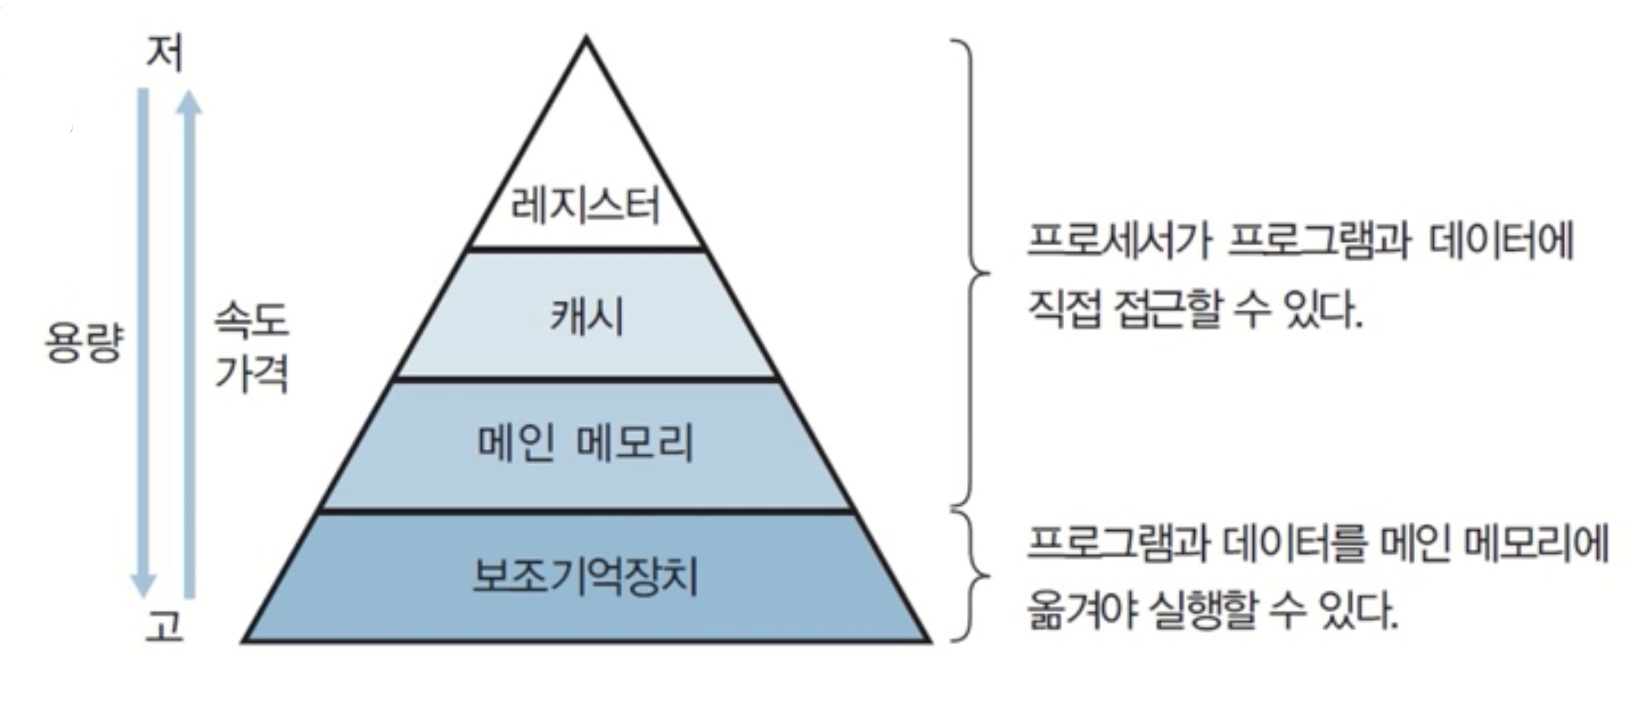 저
용량
속도
가격
고
레지스터
캐시
메인 메모리
보조기억장치
프로세서가 프로그램과 데이터에
직접 접근할 수 있다.
프로그램과 데이터를 메인 메모리에
옮겨야 실행할 수 있다.